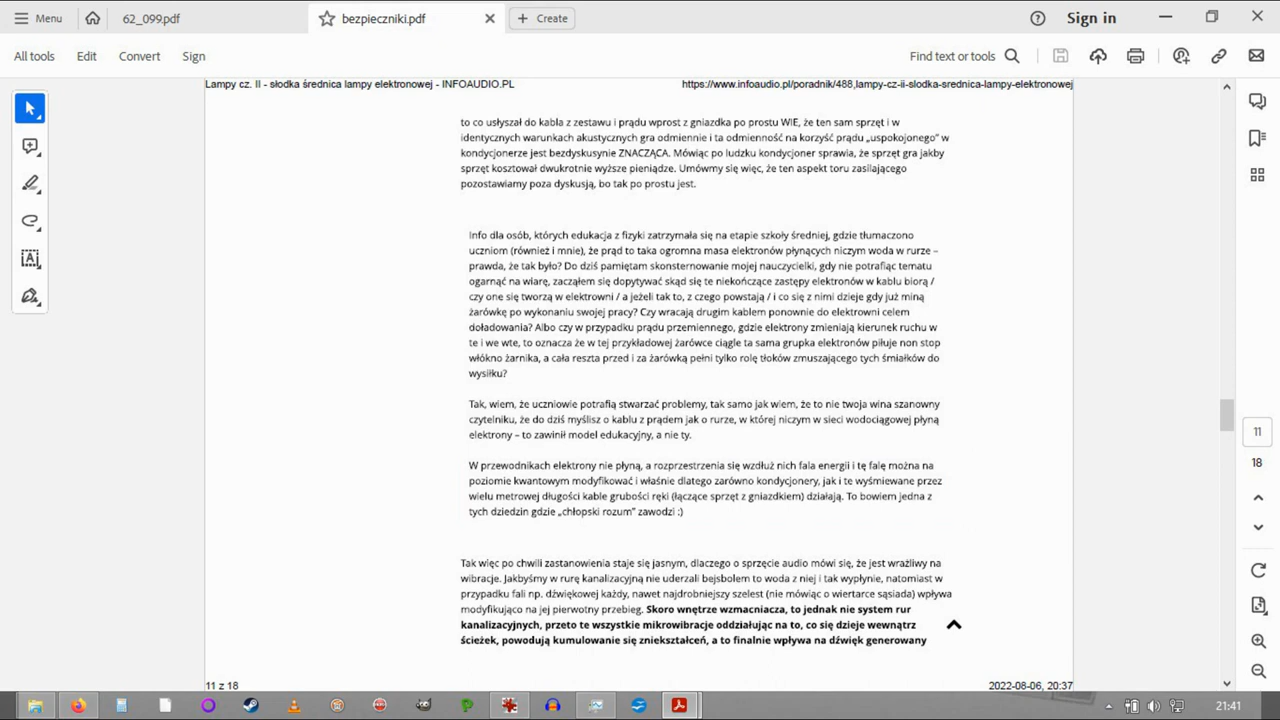 Menu
62_099.pdf
bezpieczniki.pdf
Create
Sign in
All tools
Edit
Convert
Sign
Find text or tools
Lampy cz. II - słodka średnica lampy elektronowej - INFOAUDIO.PL
https://www.infoaudio.pl/poradnik/488,lampy-cz-ii-slodka-srednica-lampy-elektronowej
to co usłyszał do kabla z zestawu i prądu wprost z gniazdka po prostu WIE, że ten sam sprzęt i w
identycznych warunkach akustycznych gra odmiennie i ta odmienność na korzyść prądu „uspokojonego” w
kondycjonerze jest bezdyskusynie ZNACZĄCA. Mówiąc po ludzku kondycjoner sprawia, że sprzęt gra jakby
sprzęt kosztował dwukrotnie wyższe pieniądze. Umówmy się więc, że ten aspekt toru zasilającego
pozostawiamy poza dyskusją, bo tak po prostu jest.
Info dla osób, których edukacja z fizyki zatrzymała się na etapie szkoły średniej, gdzie tłumaczono
uczniom (również i mnie), że prąd to taka ogromna masa elektronów płynących niczym woda w rurze –
prawda, że tak było? Do dziś pamiętam skonsternowanie mojej nauczycielki, gdy nie potrafiąc tematu
ogarnąć na wiarę, zacząłem się dopytywać skąd się te niekończące zastępy elektronów w kablu biorą /
czy one się tworzą w elektrowni / a jeżeli tak to, z czego powstają / i co się z nimi dzieje gdy już miną
żarówkę po wykonaniu swojej pracy? Czy wracają drugim kablem ponownie do elektrowni celem
doładowania? Albo czy w przypadku prądu przemiennego, gdzie elektrony zmieniają kierunek ruchu w
te i we wte, to oznacza że w tej przykładowej żarówce ciągle ta sama grupka elektronów piłuje non stop
włókno żarnika, a cała reszta przed i za żarówką pełni tylko rolę tłoków zmuszającego tych śmiałków do
wysiłku?
Tak, wiem, że uczniowie potrafią stwarzać problemy, tak samo jak wiem, że to nie twoja wina szanowny
czytelniku, że do dziś myślisz o kablu z prądem jak o rurze, w której niczym w sieci wodociągowej płyną
elektrony – to zawinił model edukacyjny, a nie ty.
W przewodnikach elektrony nie płyną, a rozprzestrzenia się wzdłuż nich fala energii i tę falę można na
poziomie kwantowym modyfikować i właśnie dlatego zarówno kondycjonery, jak i te wyśmiewane przez
wielu metrowej długości kable grubości ręki (łączące sprzęt z gniazdkiem) działają. To bowiem jedna z
tych dziedzin gdzie „chłopski rozum” zawodzi :)
Tak więc po chwili zastanowienia staje się jasnym, dlaczego o sprzęcie audio mówi się, że jest wrażliwy na
wibracje. Jakbyśmy w rurę kanalizacyjną nie uderzali bejsbolem to woda z niej i tak wypłynie, natomiast w
przypadku fali np. dźwiękowej każdy, nawet najdrobniejszy szelest (nie mówiąc o wiertarce sąsiada) wpływa
modyfikująco na jej pierwotny przebieg. Skoro wnętrze wzmacniacza, to jednak nie system rur
kanalizacyjnych, przeto te wszystkie mikrowibracje oddziałując na to, co się dzieje wewnątrz
ścieżek, powodują kumulowanie się zniekształceń, a to finalnie wpływa na dźwięk generowany
11
18
11 z 18
2022-08-06, 20:37
21:41